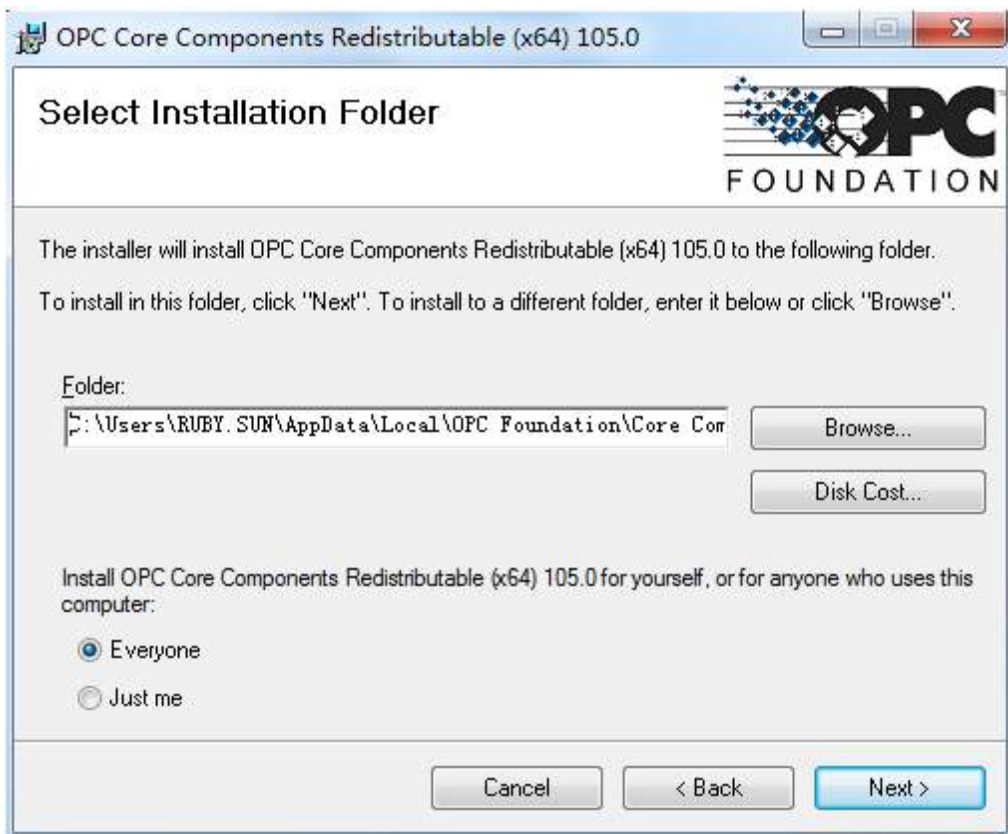 OPC Core Components Redistributable (x64) 105.0
Select Installation Folder
OPC
FOUNDATION
The installer will install OPC Core Components Redistributable (x64) 105.0 to the following folder.
To install in this folder, click "Next". To install to a different folder, enter it below or click "Browse".
Folder:
C:\Users\RUBY.SUN\AppData\Local\OPC Foundation\Core Com
Browse...
Disk Cost...
Install OPC Core Components Redistributable (x64) 105.0 for yourself, or for anyone who uses this
computer:
Everyone
Just me
Cancel
< Back
Next >